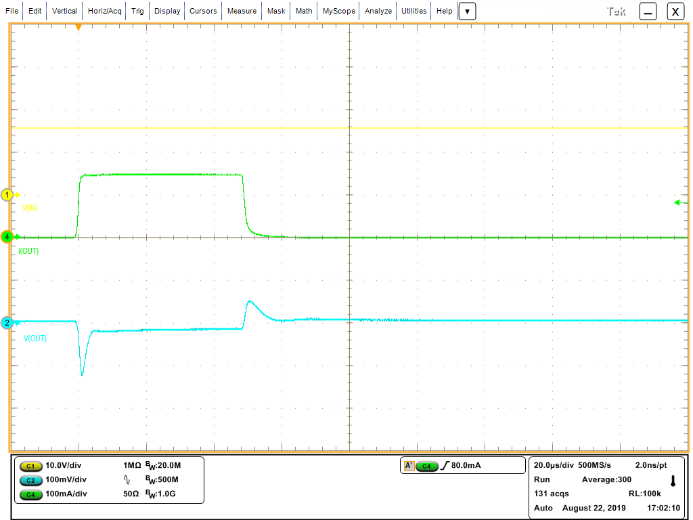 File Edit Vertical Horiz/Acq Trig Display Cursors Measure Mask Math MyScope Analyze Utilities Help ▼ Tek — X
1
V(IN)
4
I(OUT)
2
V(OUT)
C1 10.0V/div 1MΩ BW:20.0M
C2 100mV/div BW:500M
C4 100mA/div 50Ω BW:1.0G
A' C4 80.0mA
20.0µs/div 500MS/s 2.0ns/pt
Run Average:300
131 acqs RL:100k
Auto August 22, 2019 17:02:10